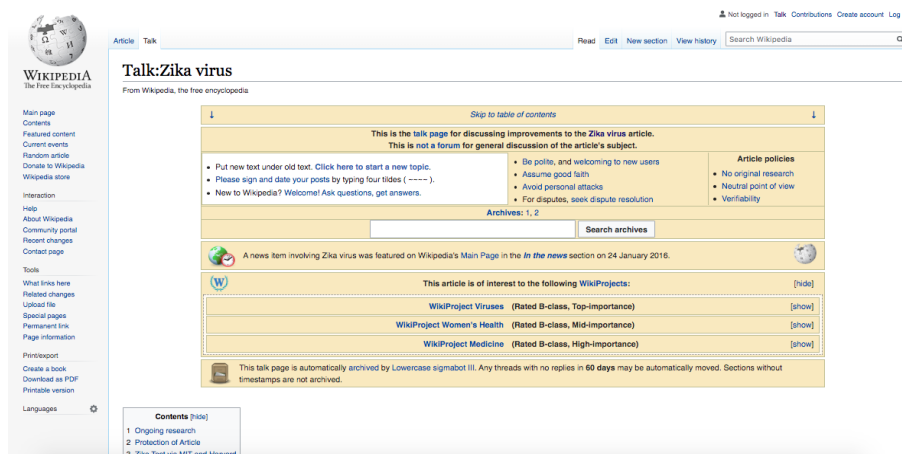 Not logged in Talk Contributions Create account Log
Article Talk Read Edit New section View history Search Wikipedia
WIKIPEDIA
The Free Encyclopedia
Talk:Zika virus
From Wikipedia, the free encyclopedia
Main page
Contents
Featured content
Current events
Random article
Donate to Wikipedia
Wikipedia store
Interaction
Help
About Wikipedia
Community portal
Recent changes
Contact page
Tools
What links here
Related changes
Upload file
Special pages
Permanent link
Page information
Print/export
Create a book
Download as PDF
Printable version
Languages
↓ Skip to table of contents ↓
This is the talk page for discussing improvements to the Zika virus article.
This is not a forum for general discussion of the article's subject.
• Put new text under old text. Click here to start a new topic.
• Please sign and date your posts by typing four tildes ( ~~~~ ).
• New to Wikipedia? Welcome! Ask questions, get answers.
• Be polite, and welcoming to new users
• Assume good faith
• Avoid personal attacks
• For disputes, seek dispute resolution
Article policies
• No original research
• Neutral point of view
• Verifiability
Archives: 1, 2
Search archives
A news item involving Zika virus was featured on Wikipedia's Main Page in the In the news section on 24 January 2016.
This article is of interest to the following WikiProjects: [hide]
WikiProject Viruses (Rated B-class, Top-importance) [show]
WikiProject Women's Health (Rated B-class, Mid-importance) [show]
WikiProject Medicine (Rated B-class, High-importance) [show]
This talk page is automatically archived by Lowercase sigmabot III. Any threads with no replies in 60 days may be automatically moved. Sections without
timestamps are not archived.
Contents [hide]
1 Ongoing research
2 Protection of Article
3 Zika Test via MIT and Harvard